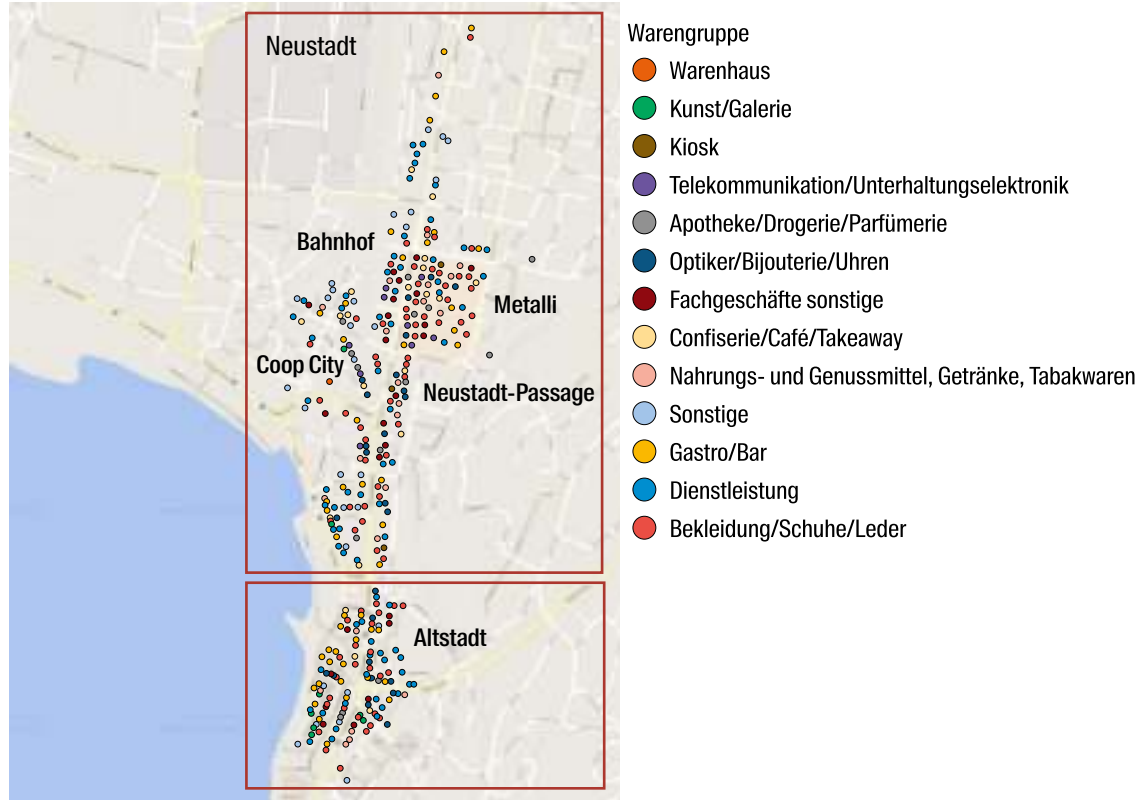 Neustadt
Bahnhof
Metalli
Coop City
Neustadt-Passage
Altstadt
Warengruppe
Warenhaus
Kunst/Galerie
Kiosk
Telekommunikation/Unterhaltungselektronik
Apotheke/Drogerie/Parfümerie
Optiker/Bijouterie/Uhren
Fachgeschäfte sonstige
Confiserie/Café/Takeaway
Nahrungs- und Genussmittel, Getränke, Tabakwaren
Sonstige
Gastro/Bar
Dienstleistung
Bekleidung/Schuhe/Leder